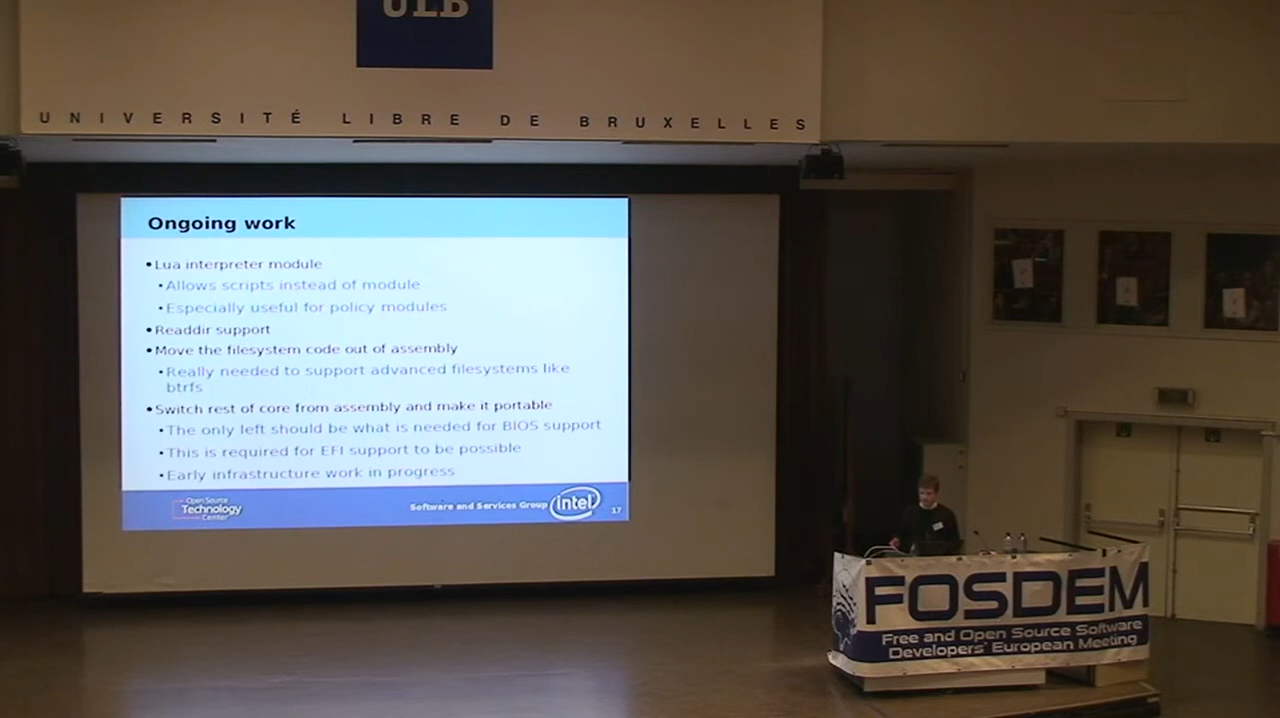 ULB
UNIVERSITÉ LIBRE DE BRUXELLES
Ongoing work
•Lua interpreter module
•Allows scripts instead of module
•Especially useful for policy modules
•Readdir support
•Move the filesystem code out of assembly
•Really needed to support advanced filesystems like
btrfs
•Switch rest of core from assembly and make it portable
•The only left should be what is needed for BIOS support
•This is required for EFI support to be possible
•Early infrastructure work in progress
Open Source
Technology
Center
Software and Services Group
intel
17
FOSDEM
Free and Open Source Software
Developers' European Meeting